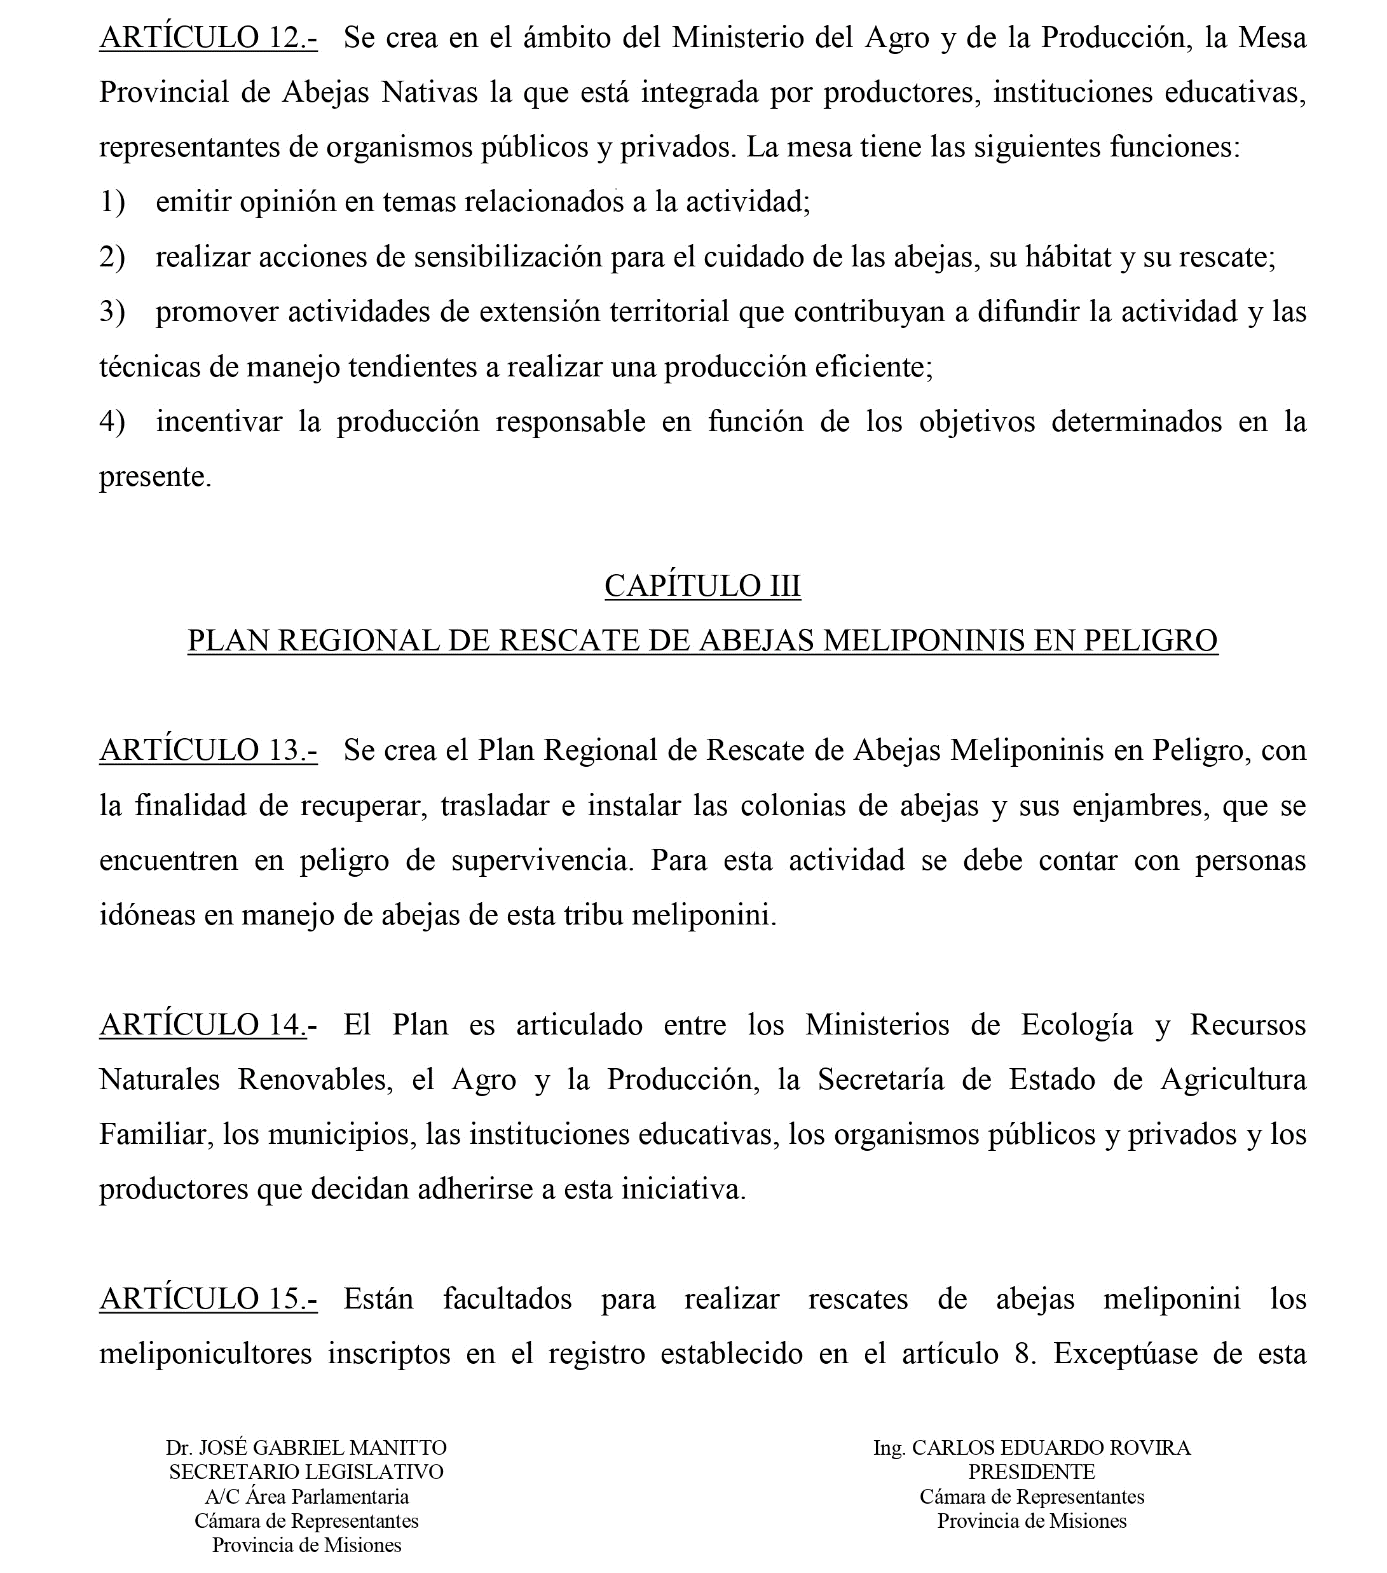 ARTÍCULO 12.- Se crea en el ámbito del Ministerio del Agro y de la Producción, la Mesa
Provincial de Abejas Nativas la que está integrada por productores, instituciones educativas,
representantes de organismos públicos y privados. La mesa tiene las siguientes funciones:
1) emitir opinión en temas relacionados a la actividad;
2) realizar acciones de sensibilización para el cuidado de las abejas, su hábitat y su rescate;
3) promover actividades de extensión territorial que contribuyan a difundir la actividad y las
técnicas de manejo tendientes a realizar una producción eficiente;
4) incentivar la producción responsable en función de los objetivos determinados en la
presente.
CAPÍTULO III
PLAN REGIONAL DE RESCATE DE ABEJAS MELIPONINIS EN PELIGRO
ARTÍCULO 13.- Se crea el Plan Regional de Rescate de Abejas Meliponinis en Peligro, con
la finalidad de recuperar, trasladar e instalar las colonias de abejas y sus enjambres, que se
encuentren en peligro de supervivencia. Para esta actividad se debe contar con personas
idóneas en manejo de abejas de esta tribu meliponini.
ARTÍCULO 14.- El Plan es articulado entre los Ministerios de Ecología y Recursos
Naturales Renovables, el Agro y la Producción, la Secretaría de Estado de Agricultura
Familiar, los municipios, las instituciones educativas, los organismos públicos y privados y los
productores que decidan adherirse a esta iniciativa.
ARTÍCULO 15.- Están facultados para realizar rescates de abejas meliponini los
meliponicultores inscriptos en el registro establecido en el artículo 8. Exceptúase de esta
Dr. JOSÉ GABRIEL MANITTO
SECRETARIO LEGISLATIVO
A/C Área Parlamentaria
Cámara de Representantes
Provincia de Misiones
Ing. CARLOS EDUARDO ROVIRA
PRESIDENTE
Cámara de Representantes
Provincia de Misiones